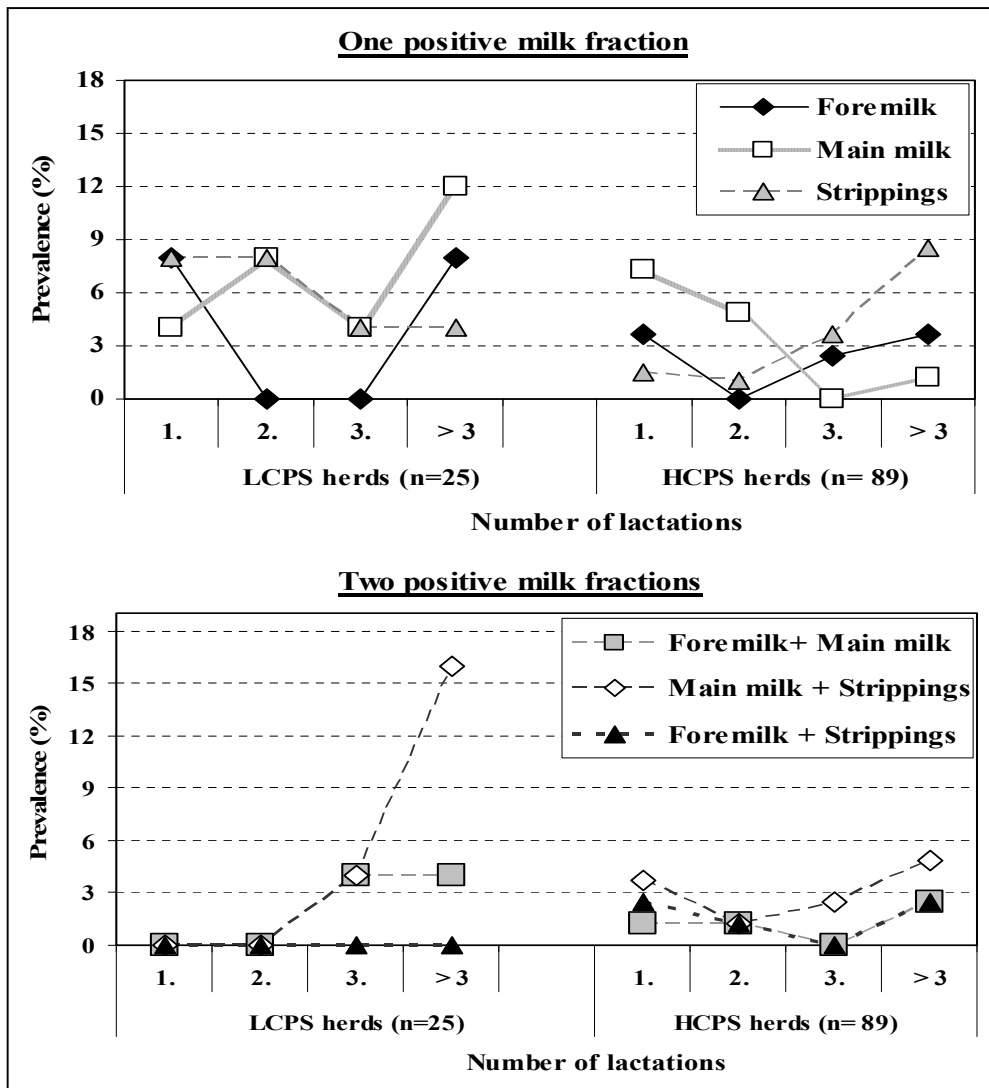 One positive milk fraction
18
15
12
9
6
3
0
Prevalence (%)
Foremilk
Main milk
Strippings
1. 2. 3. > 3 1. 2. 3. > 3
LCPS herds (n=25) HCPS herds (n= 89)
Number of lactations
Two positive milk fractions
18
15
12
9
6
3
0
Prevalence (%)
Foremilk+ Main milk
Main milk + Strippings
Foremilk + Strippings
1. 2. 3. > 3 1. 2. 3. > 3
LCPS herds (n=25) HCPS herds (n= 89)
Number of lactations